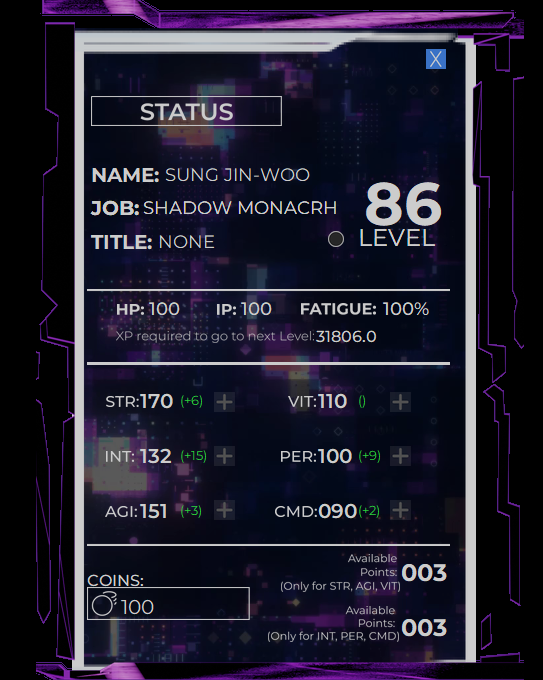 X
STATUS
NAME: SUNG JIN-WOO
JOB: SHADOW MONACRH
TITLE: NONE
86
LEVEL
HP: 100 IP: 100 FATIGUE: 100%
XP required to go to next Level:31806.0
STR:170 (+6) + VIT:110 () +
INT: 132 (+15) + PER:100 (+9) +
AGI:151 (+3) + CMD:090(+2) +
Available
Points: 003
(Only for STR, AGI, VIT)
COINS:
100
Available
Points: 003
(Only for INT, PER, CMD)